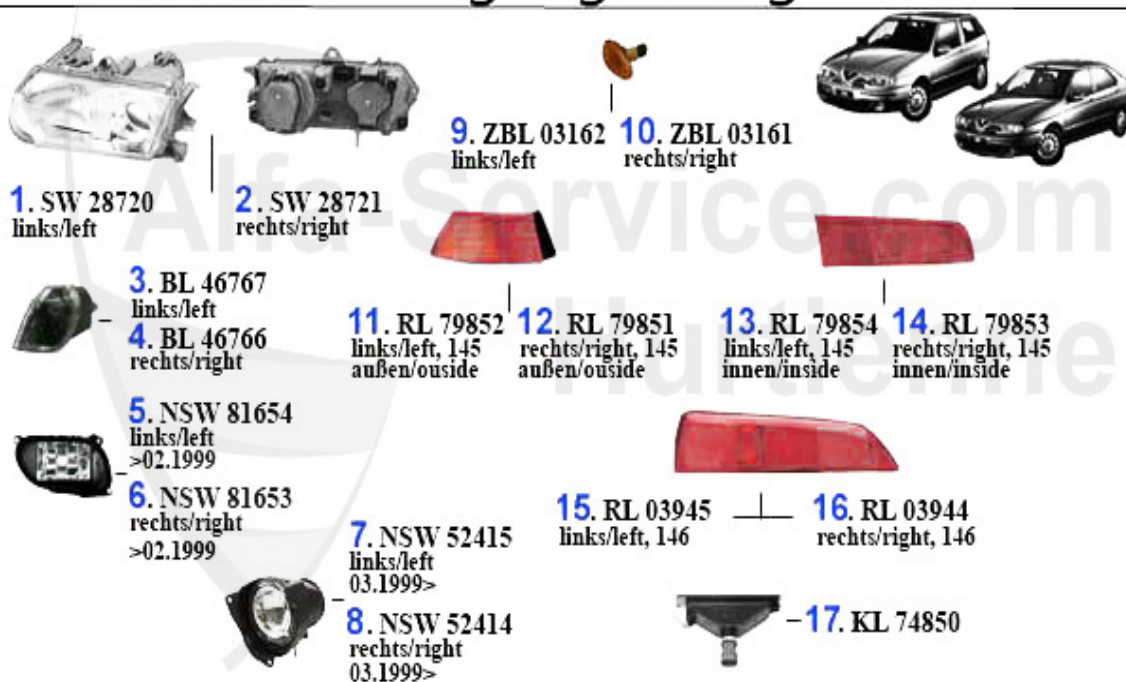 1. SW 28720
links/left
2. SW 28721
rechts/right
9. ZBL 03162
links/left
10. ZBL 03161
rechts/right
3. BL 46767
links/left
4. BL 46766
rechts/right
11. RL 79852
links/left, 145
außen/ouside
12. RL 79851
rechts/right, 145
außen/ouside
13. RL 79854
links/left, 145
innen/inside
14. RL 79853
rechts/right, 145
innen/inside
5. NSW 81654
links/left
>02.1999
6. NSW 81653
rechts/right
>02.1999
15. RL 03945
links/left, 146
16. RL 03944
rechts/right, 146
7. NSW 52415
links/left
03.1999>
8. NSW 52414
rechts/right
03.1999>
17. KL 74850
Alfa-Service.com
Hurtienne